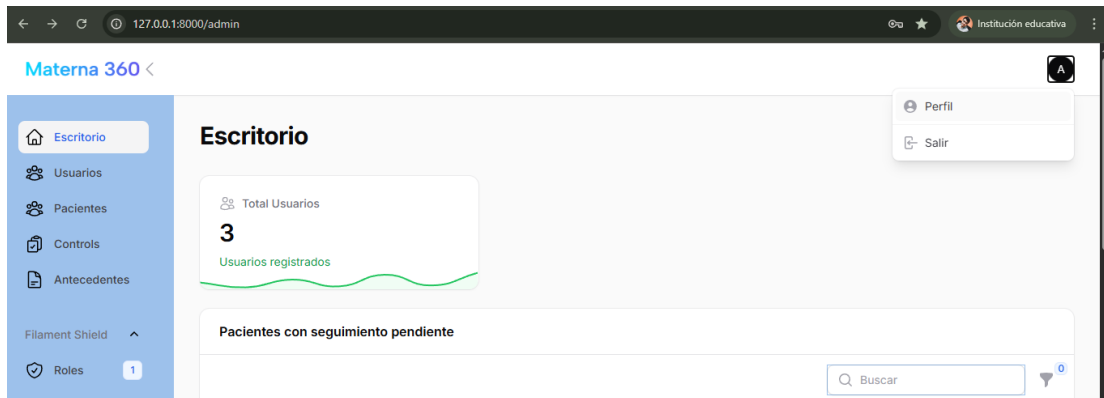 127.0.0.1:8000/admin
Institución educativa
Materna 360
A
Perfil
Salir
Escritorio
Usuarios
Pacientes
Controls
Antecedentes
Filament Shield
Roles 1
Escritorio
Total Usuarios
3
Usuarios registrados
Pacientes con seguimiento pendiente
Buscar
0